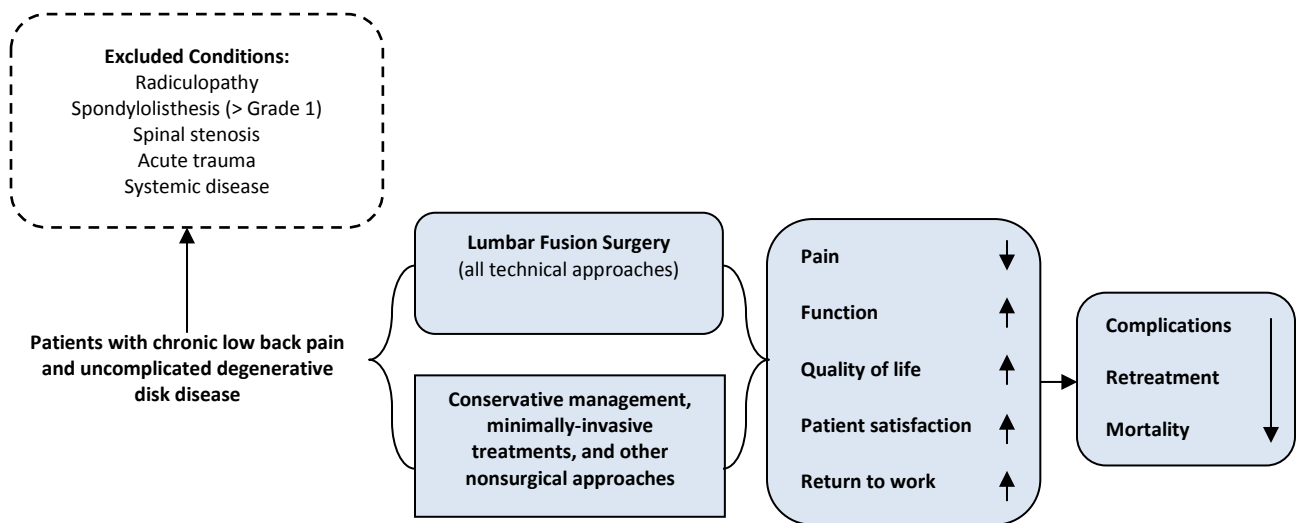 Excluded Conditions:
Radiculopathy
Spondylolisthesis (> Grade 1)
Spinal stenosis
Acute trauma
Systemic disease
Patients with chronic low back pain
and uncomplicated degenerative
disk disease
Lumbar Fusion Surgery
(all technical approaches)
Conservative management,
minimally-invasive
treatments, and other
nonsurgical approaches
Pain
Function
Quality of life
Patient satisfaction
Return to work
Complications
Retreatment
Mortality